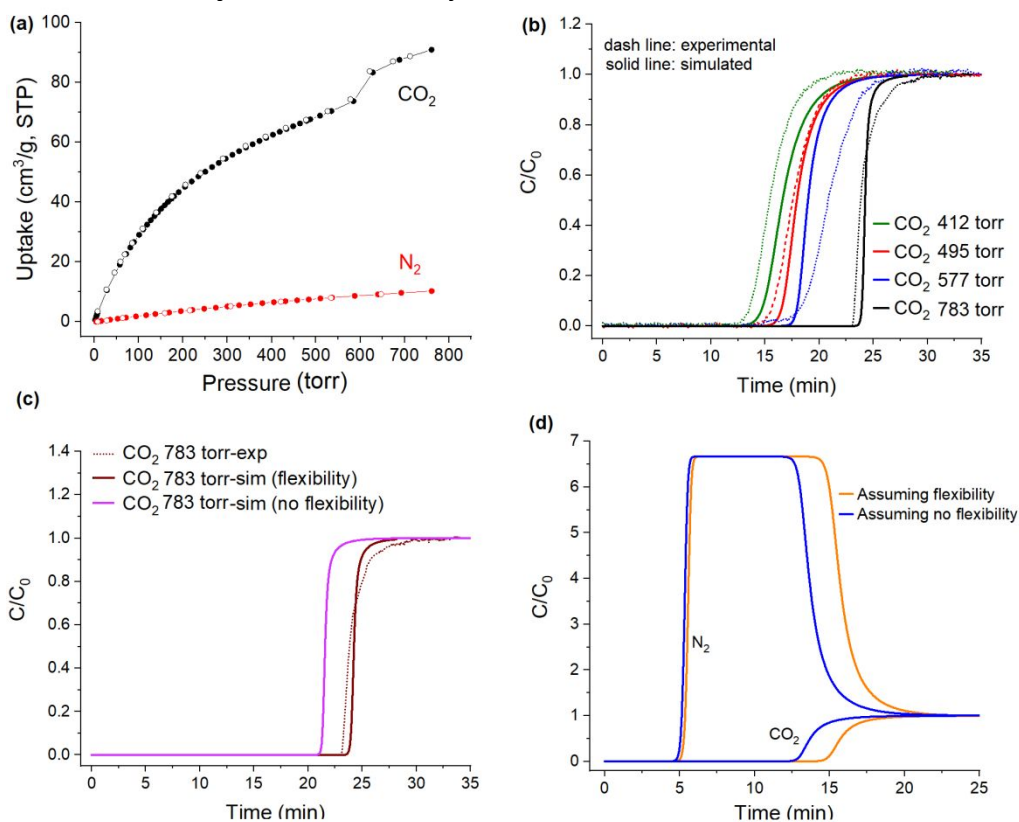 (a)
100
80
60
40
20
0
Uptake (cm³/g, STP)
CO₂
N₂
0 100 200 300 400 500 600 700 800
Pressure (torr)
(b)
1.2
1.0
0.8
0.6
0.4
0.2
0.0
C/C₀
dash line: experimental
solid line: simulated
CO₂ 412 torr
CO₂ 495 torr
CO₂ 577 torr
CO₂ 783 torr
0 5 10 15 20 25 30 35
Time (min)
(c)
1.4
1.2
1.0
0.8
0.6
0.4
0.2
0.0
C/C₀
CO₂ 783 torr-exp
CO₂ 783 torr-sim (flexibility)
CO₂ 783 torr-sim (no flexibility)
0 5 10 15 20 25 30 35
Time (min)
(d)
7
6
5
4
3
2
1
0
C/C₀
Assuming flexibility
Assuming no flexibility
N₂
CO₂
0 5 10 15 20 25
Time (min)